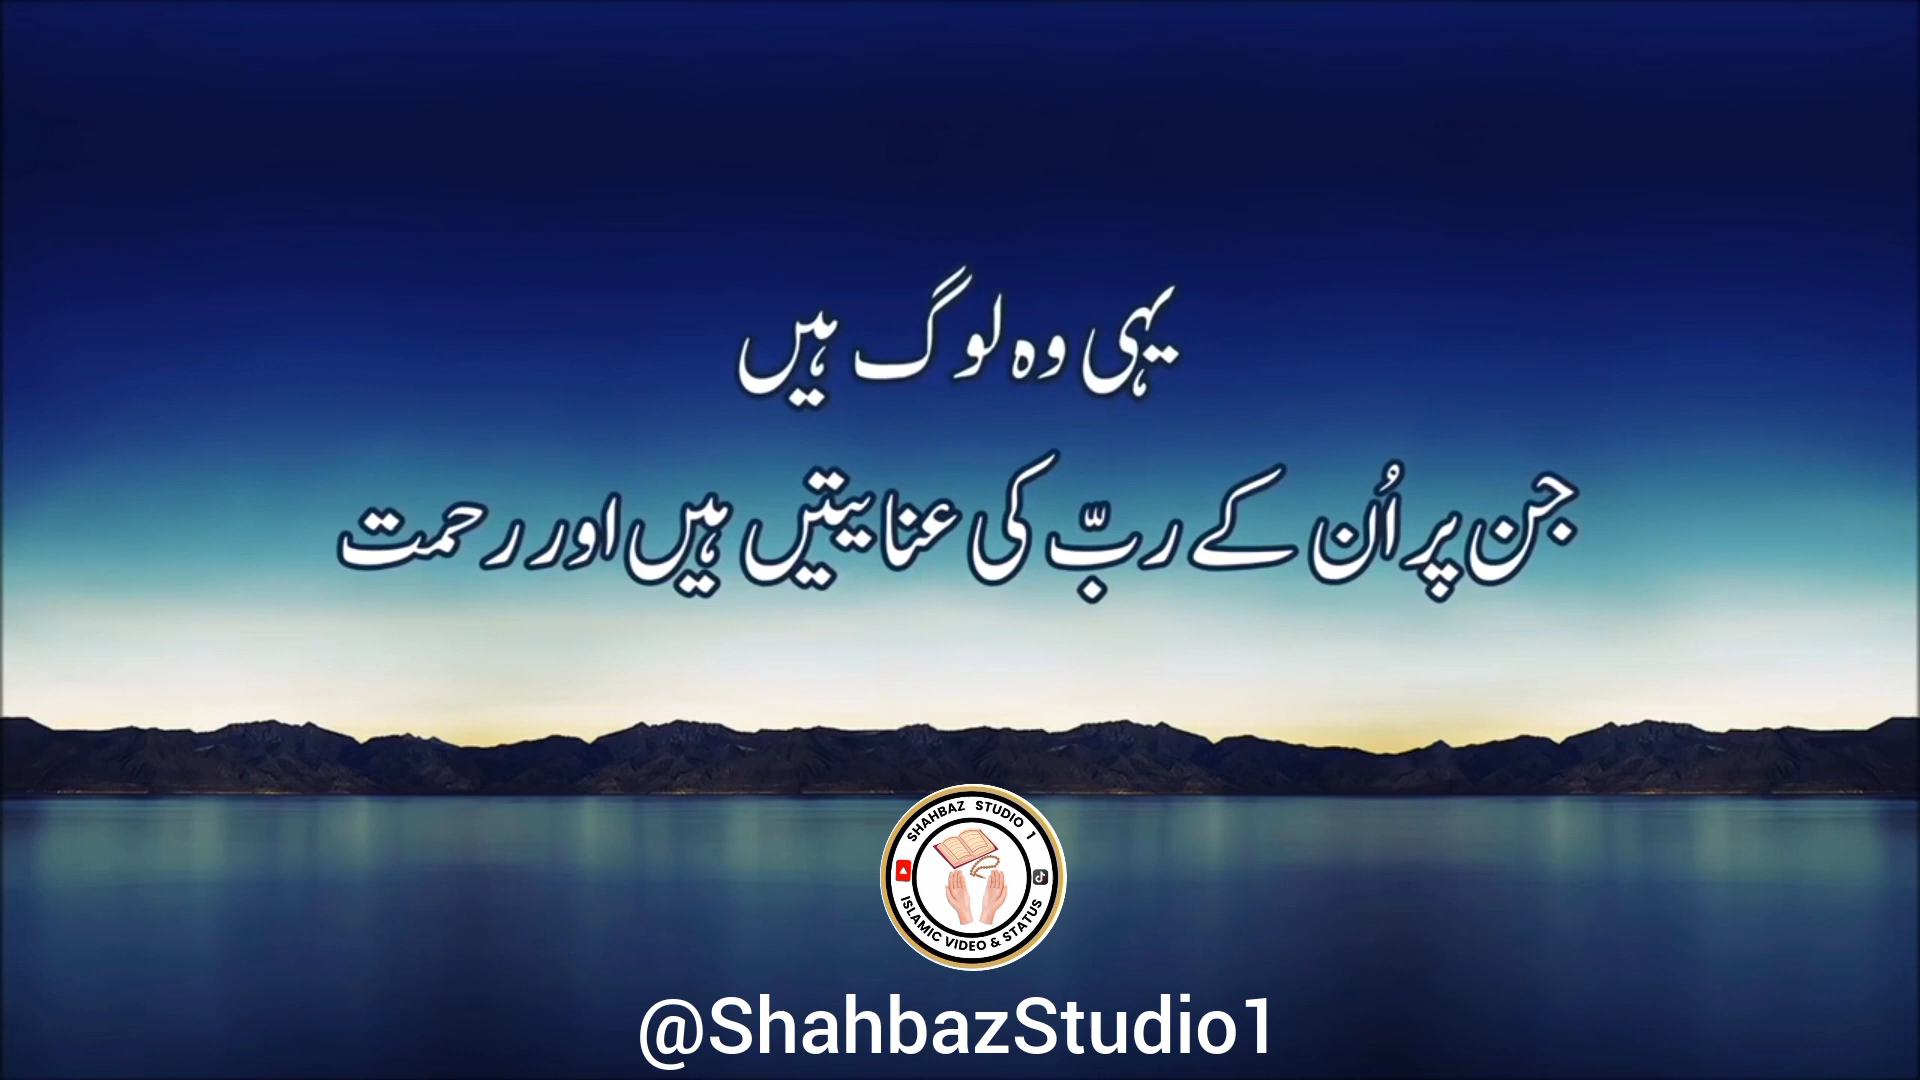 یہی وہ لوگ ہیں
جن پر اُن کے ربّ کی عنایتیں ہیں اور رحمت
SHAHBAZ STUDIO 1
ISLAMIC VIDEO & STATUS
@ShahbazStudio1